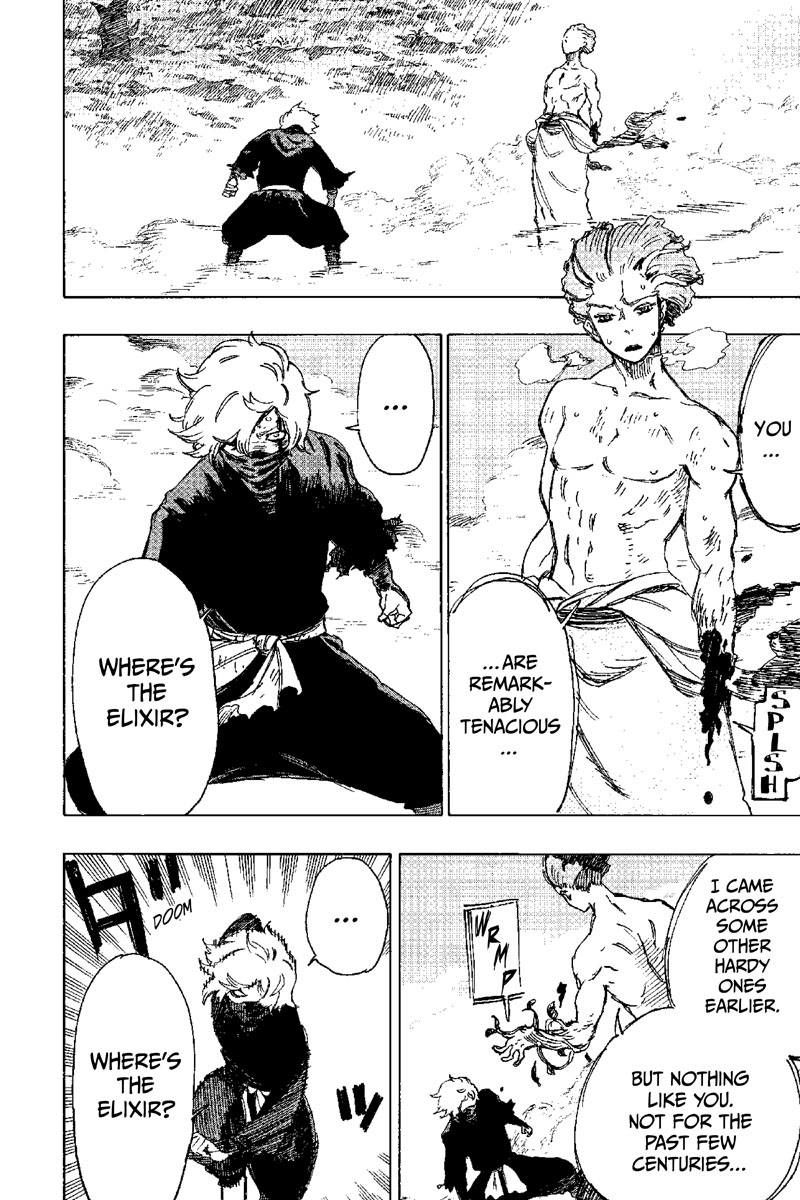 YOU
...
...ARE
REMARK-
ABLY
TENACIOUS
...
SPLSH
...
WHERE'S
THE
ELIXIR?
I CAME
ACROSS
SOME
OTHER
HARDY
ONES
EARLIER.
WRMP
BUT NOTHING
LIKE YOU.
NOT FOR THE
PAST FEW
CENTURIES...
...
DOOM
WHERE'S
THE
ELIXIR?